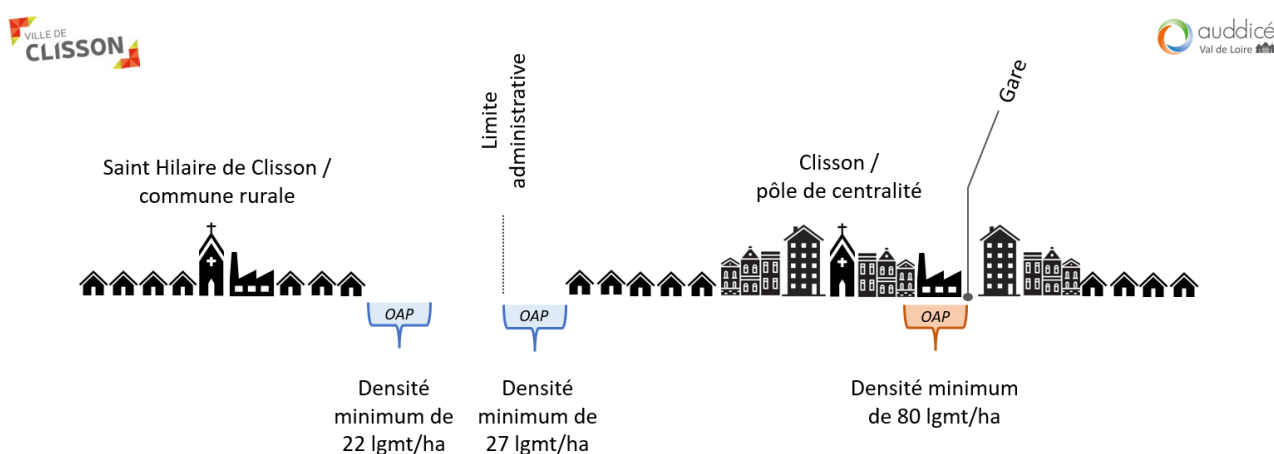 VILLE DE
CLISSON
auddicé
Val de Loire
Limite
administrative
Gare
Saint Hilaire de Clisson /
commune rurale
Clisson /
pôle de centralité
OAP
OAP
OAP
Densité
minimum de
22 lgmt/ha
Densité
minimum de
27 lgmt/ha
Densité minimum
de 80 lgmt/ha